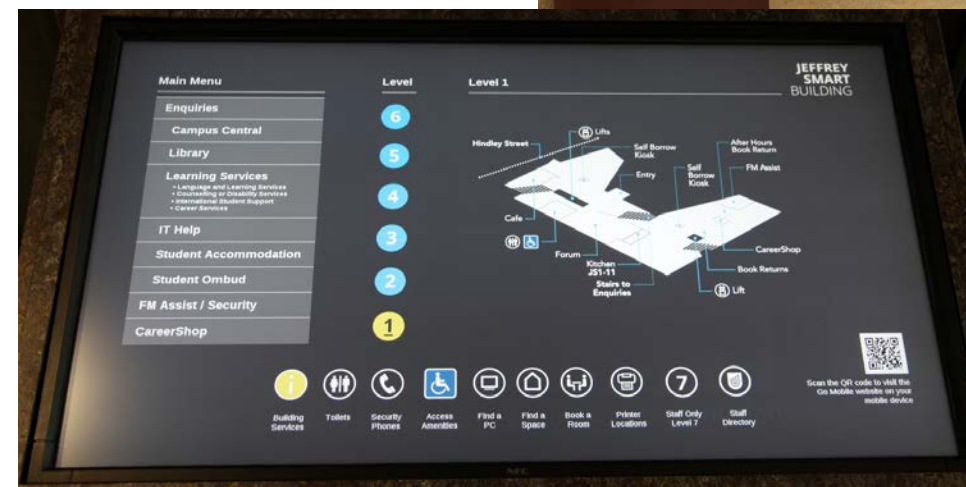 JEFFREY
SMART
BUILDING
Main Menu
Level
Level 1
Enquiries
Campus Central
Library
Learning Services
• Language and Learning Services
• Counselling or Disability Services
• International Student Support
• Career Services
IT Help
Student Accommodation
Student Ombud
FM Assist / Security
CareerShop
6
5
4
3
2
1
Hindley Street
Lifts
Self Borrow
Kiosk
Entry
Self
Borrow
Kiosk
After Hours
Book Return
FM Assist
Cafe
Forum
Kitchen
JS1-11
Stairs to
Enquiries
CareerShop
Book Returns
Lift
i
Building
Services
Toilets
Security
Phones
Access
Amenities
Find a
PC
Find a
Space
Book a
Room
Printer
Locations
7
Staff Only
Level 7
Staff
Directory
Scan the QR code to visit the
Go Mobile website on your
mobile device
NEC